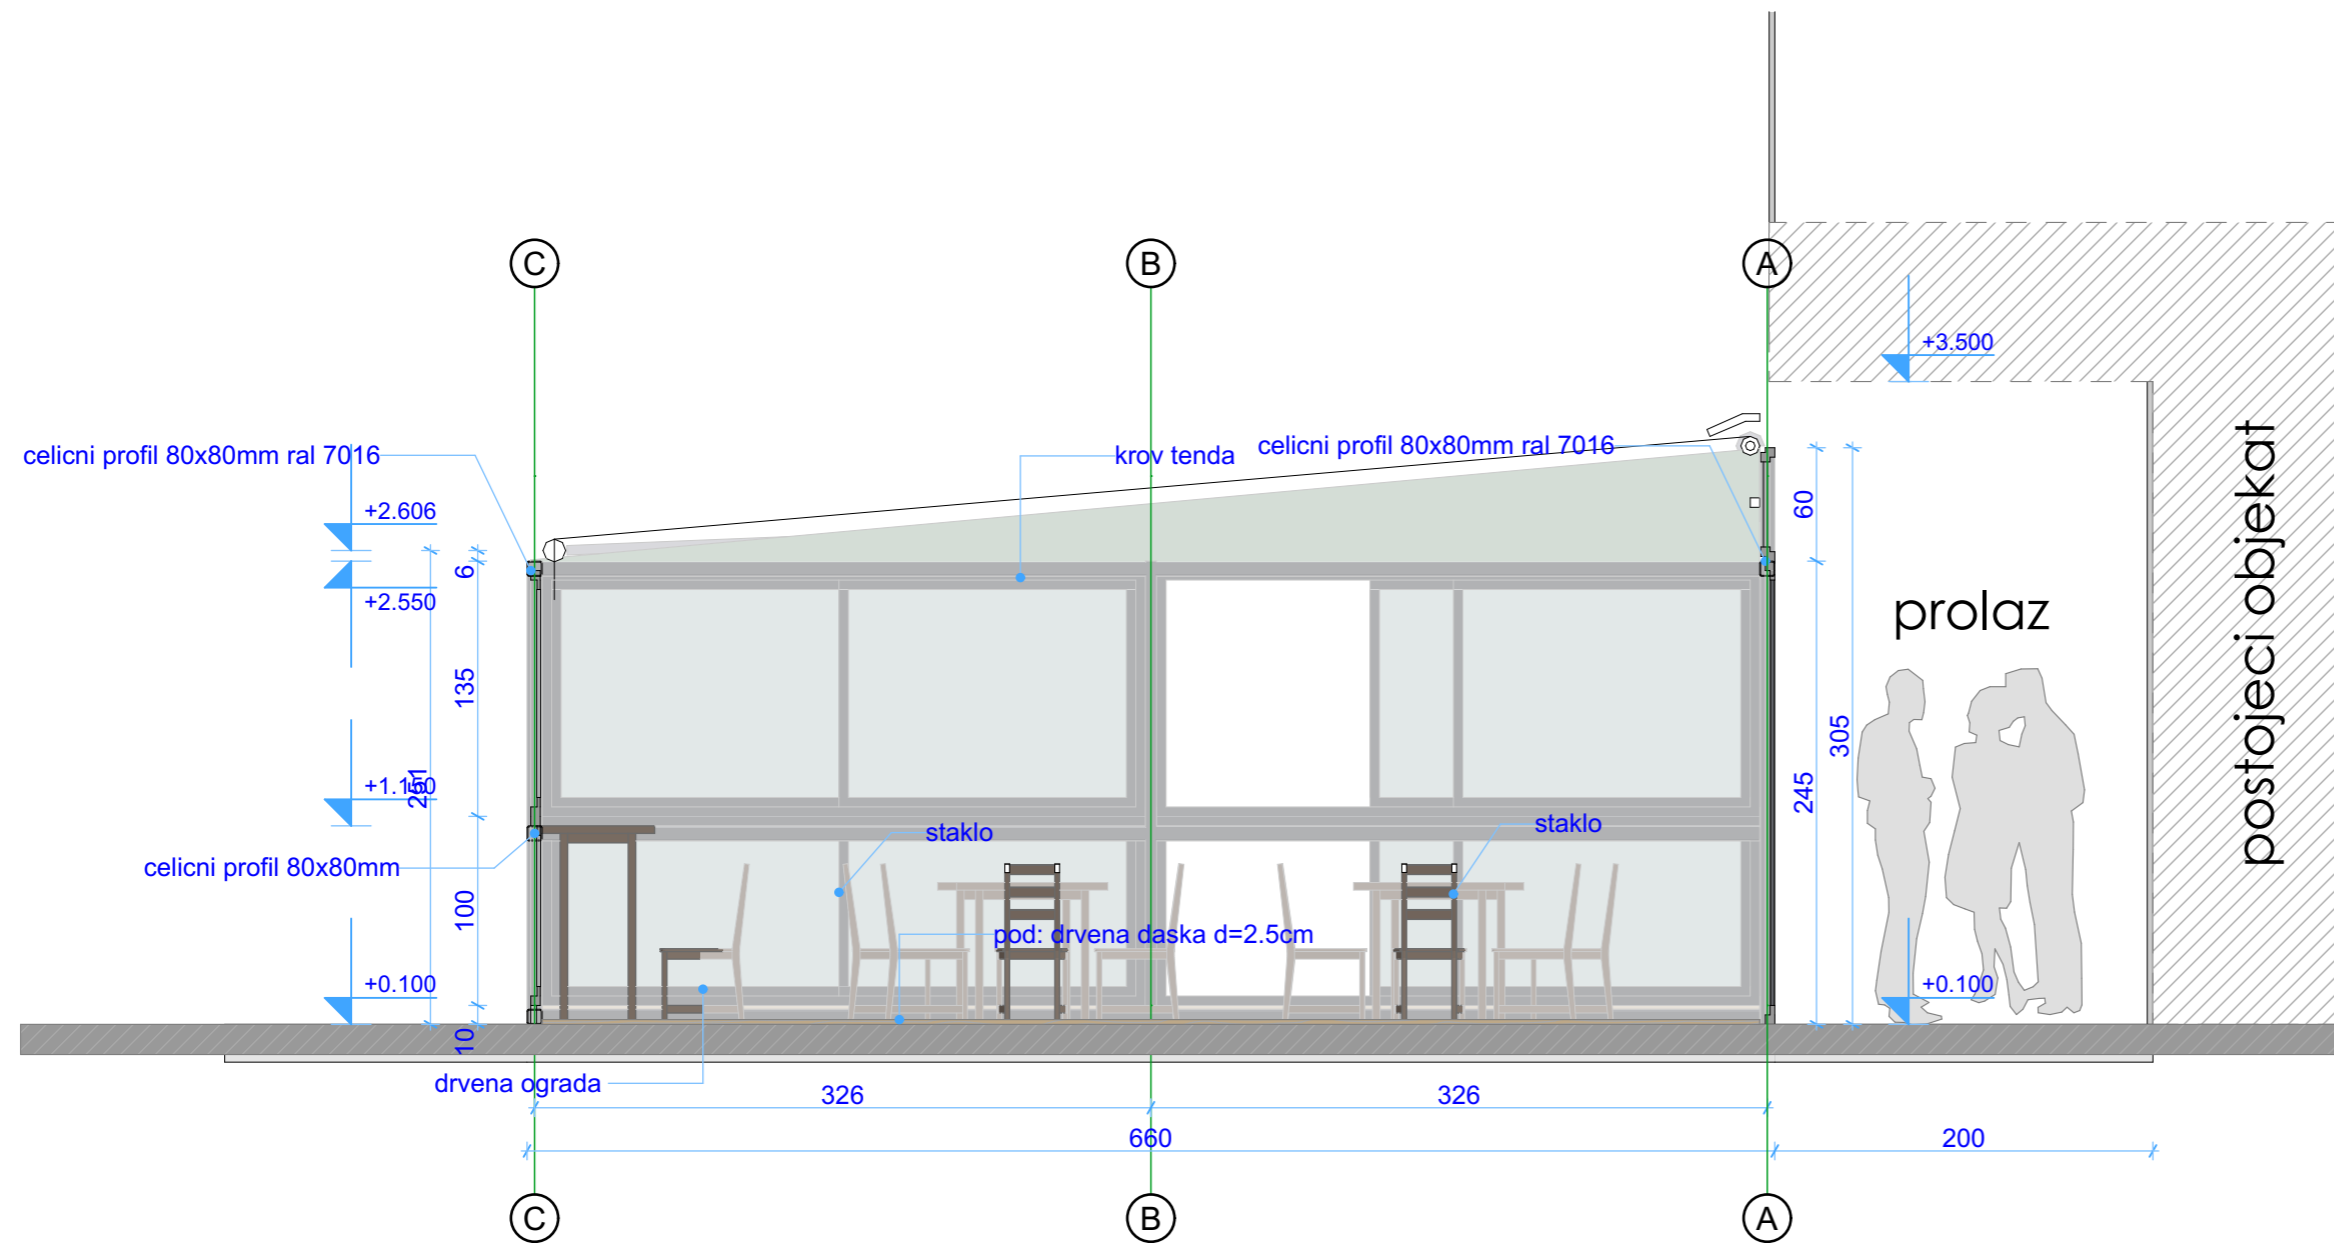 C
B
A
+3.500
celicni profil 80x80mm ral 7016
krov tenda
celicni profil 80x80mm ral 7016
+2.606
60
6
+2.550
prolaz
postojeci objekat
135
305
251
245
staklo
staklo
celicni profil 80x80mm
100
pod: drvena daska d=2.5cm
+0.100
+0.100
10
drvena ograda
326
326
660
200
C
B
A